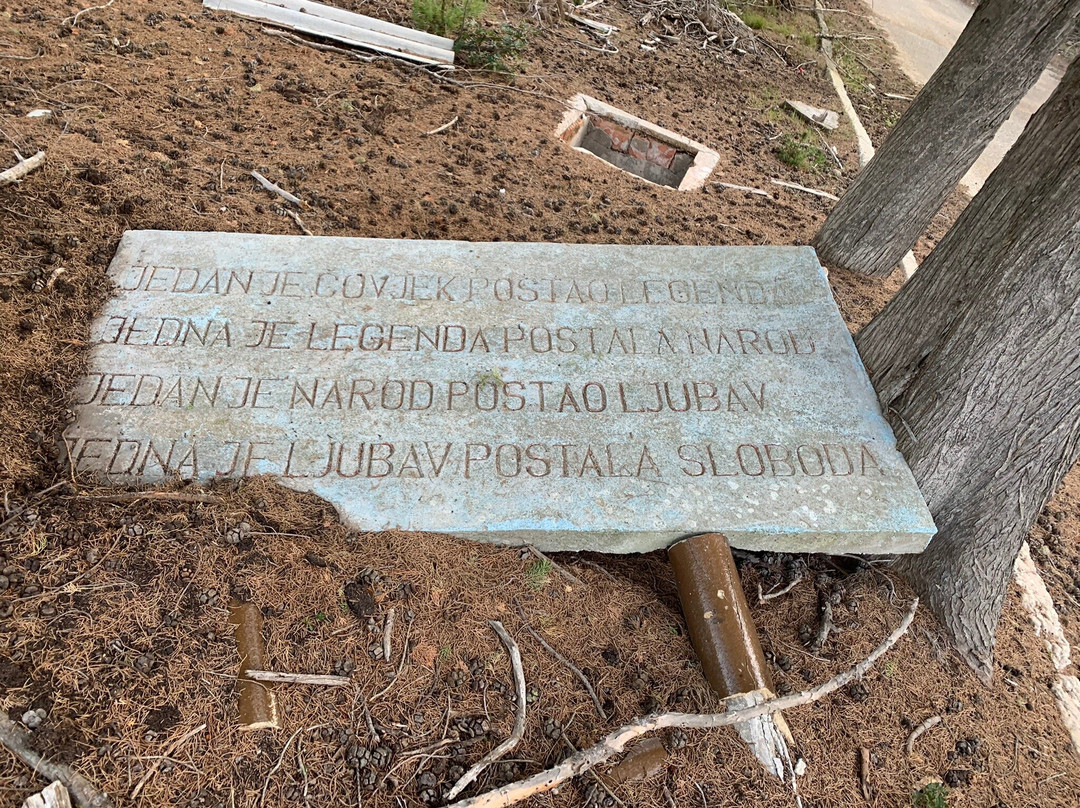 JEDAN JE COVJEK POSTAO LEGENDA
JEDNA JE LEGENDA POSTALA NAROD
JEDAN JE NAROD POSTAO LJUBAV
JEDNA JE LJUBAV POSTALA SLOBODA